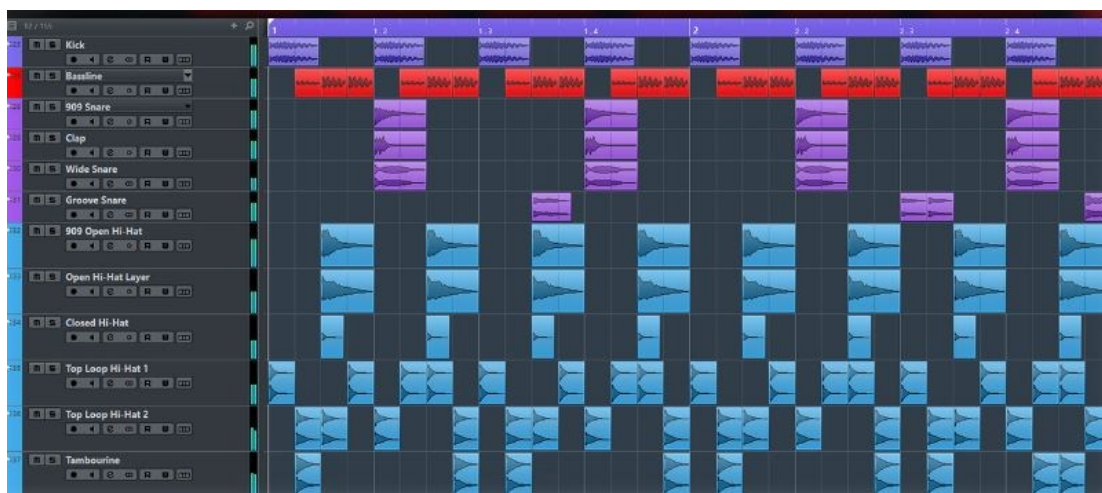 12 / 155
1 1.2 1.3 1.4 2 2.2 2.3 2.4
Kick
Bassline
909 Snare
Clap
Wide Snare
Groove Snare
909 Open Hi-Hat
Open Hi-Hat Layer
Closed Hi-Hat
Top Loop Hi-Hat 1
Top Loop Hi-Hat 2
Tambourine